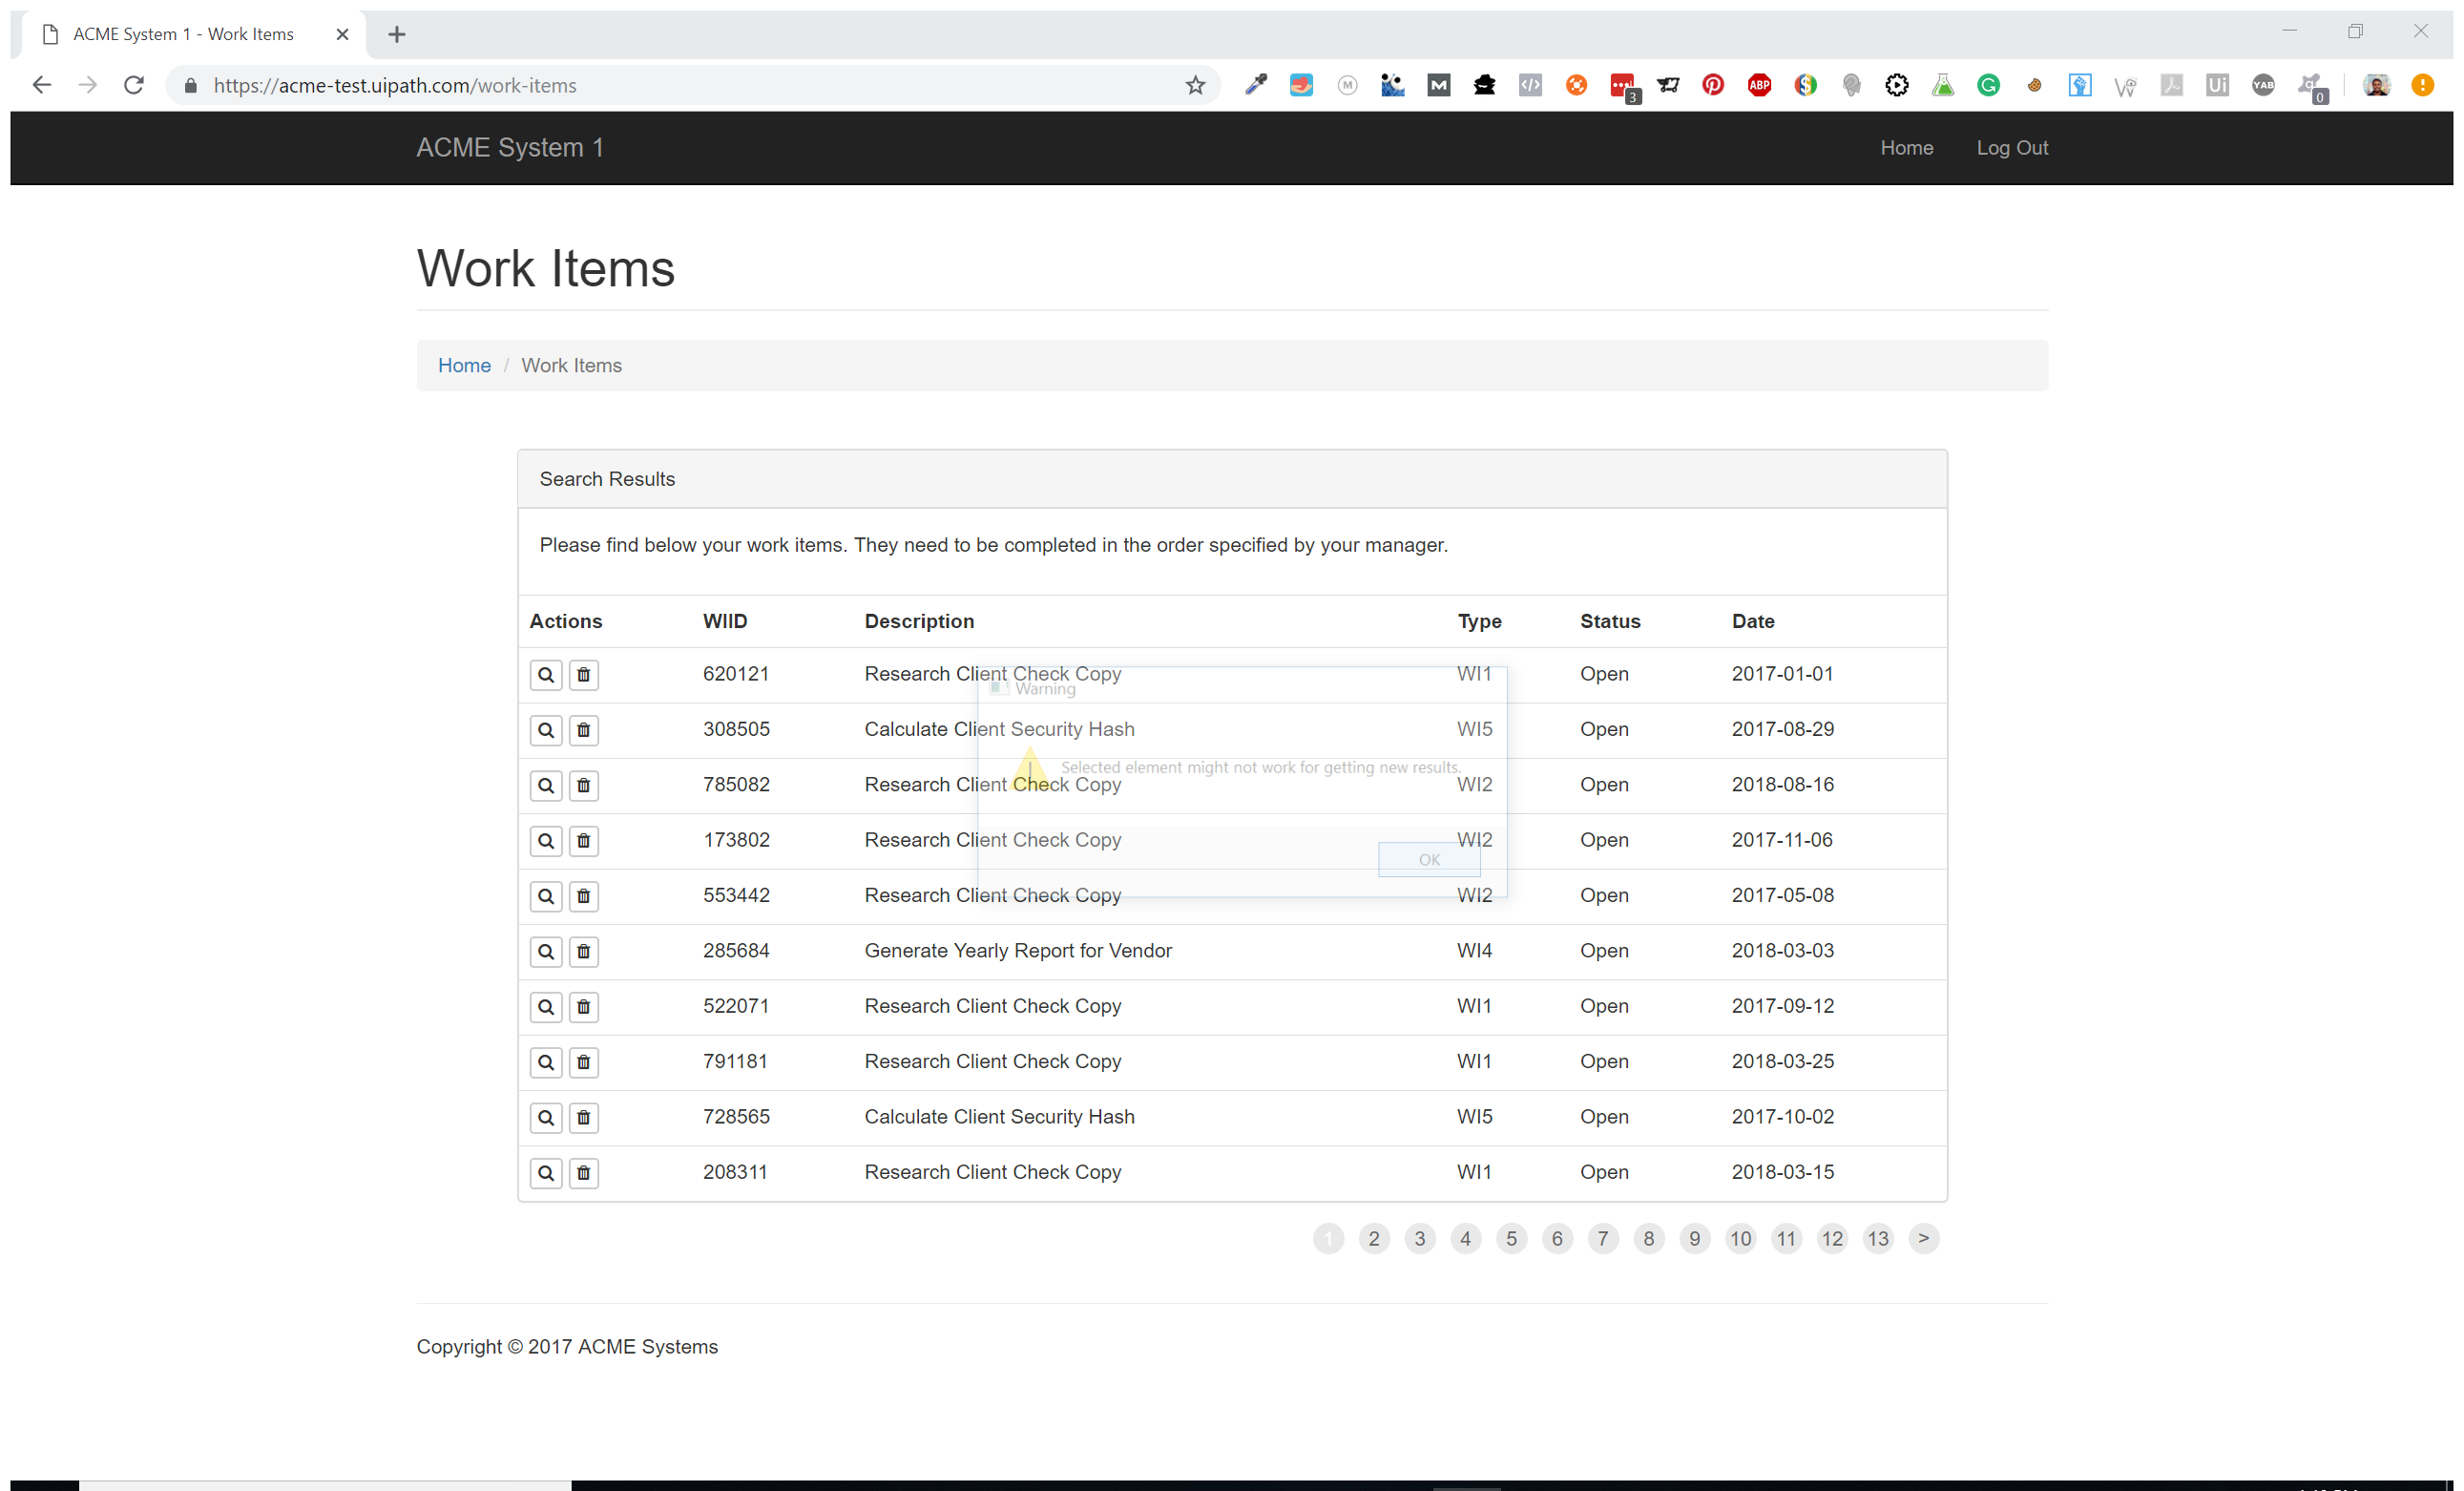 ACME System 1 - Work Items
https://acme-test.uipath.com/work-items
M M </> 3 ABP $ G Ui YAB 0
ACME System 1 Home Log Out
Work Items
Home / Work Items
Search Results
Please find below your work items. They need to be completed in the order specified by your manager.
Actions WIID Description Type Status Date
620121 Research Client Check Copy WI1 Open 2017-01-01
Warning
308505 Calculate Client Security Hash WI5 Open 2017-08-29
Selected element might not work for getting new results.
785082 Research Client Check Copy WI2 Open 2018-08-16
173802 Research Client Check Copy WI2 Open 2017-11-06
OK
553442 Research Client Check Copy WI2 Open 2017-05-08
285684 Generate Yearly Report for Vendor WI4 Open 2018-03-03
522071 Research Client Check Copy WI1 Open 2017-09-12
791181 Research Client Check Copy WI1 Open 2018-03-25
728565 Calculate Client Security Hash WI5 Open 2017-10-02
208311 Research Client Check Copy WI1 Open 2018-03-15
1 2 3 4 5 6 7 8 9 10 11 12 13 >
Copyright © 2017 ACME Systems